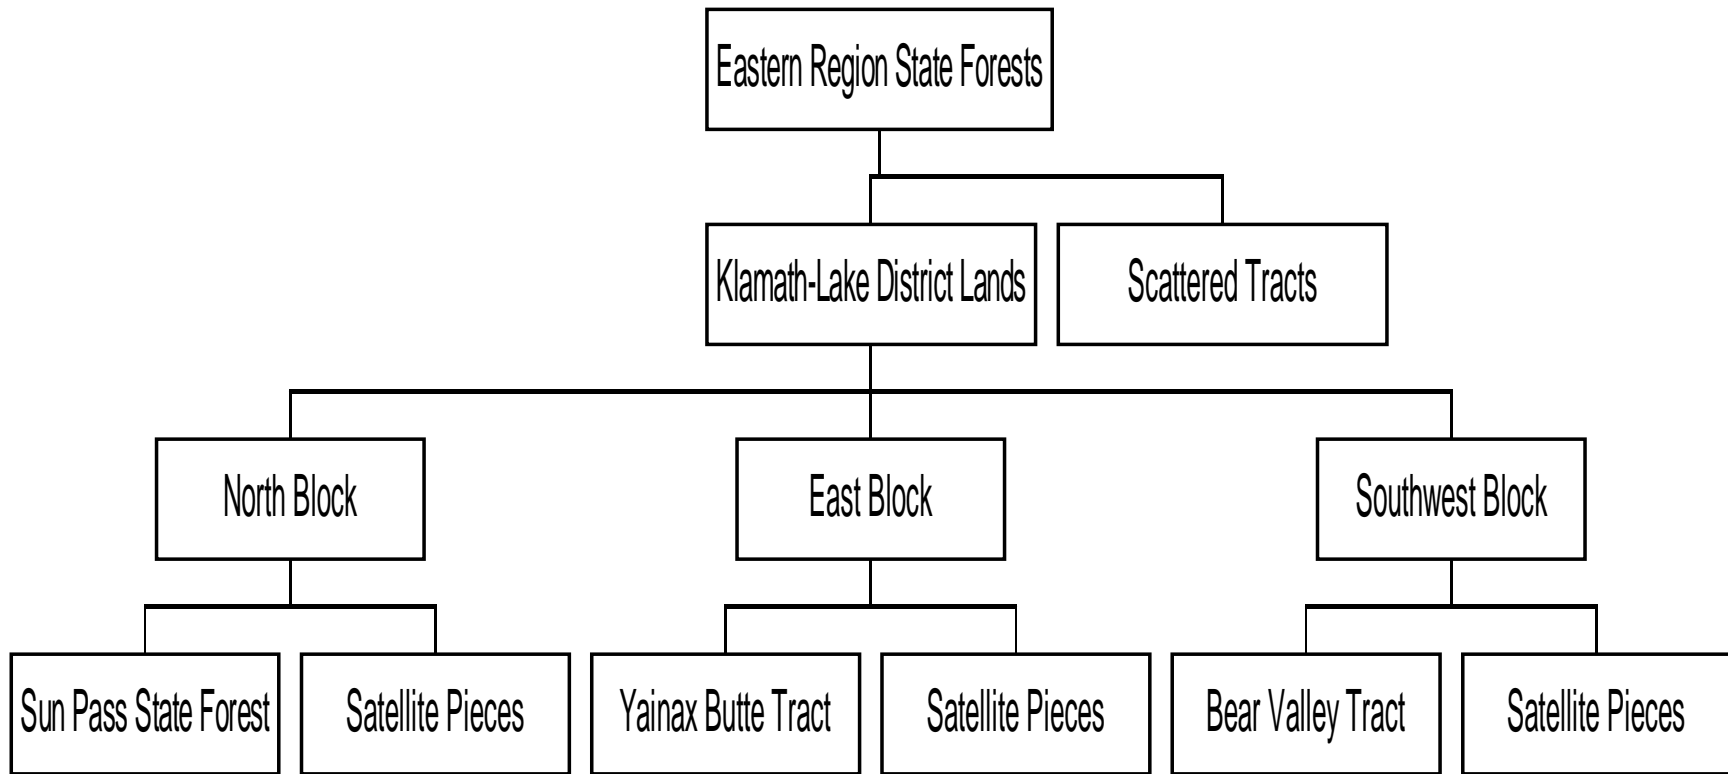 Eastern Region State Forests
Klamath-Lake District Lands
Scattered Tracts
North Block
East Block
Southwest Block
Sun Pass State Forest
Satellite Pieces
Yainax Butte Tract
Satellite Pieces
Bear Valley Tract
Satellite Pieces